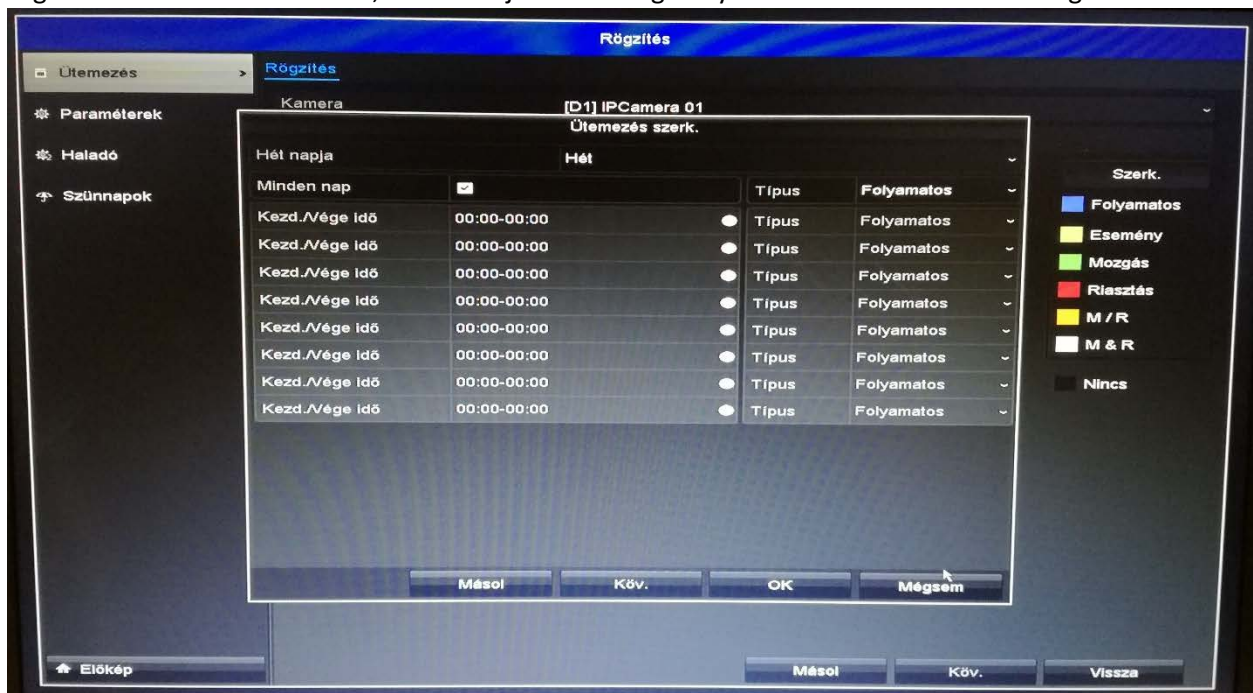 Rögzítés
Ütemezés >
Paraméterek
Haladó
Szünnapok
Rögzítés
Kamera [D1] IPCamera 01
Ütemezés szerk.
Hét napja Hét
Minden nap Típus Folyamatos
Kezd./Vége idő 00:00-00:00 Típus Folyamatos
Kezd./Vége idő 00:00-00:00 Típus Folyamatos
Kezd./Vége idő 00:00-00:00 Típus Folyamatos
Kezd./Vége idő 00:00-00:00 Típus Folyamatos
Kezd./Vége idő 00:00-00:00 Típus Folyamatos
Kezd./Vége idő 00:00-00:00 Típus Folyamatos
Kezd./Vége idő 00:00-00:00 Típus Folyamatos
Kezd./Vége idő 00:00-00:00 Típus Folyamatos
Másol Köv. OK Mégsem
Szerk.
Folyamatos
Esemény
Mozgás
Riasztás
M / R
M & R
Nincs
Előkép
Másol Köv. Vissza